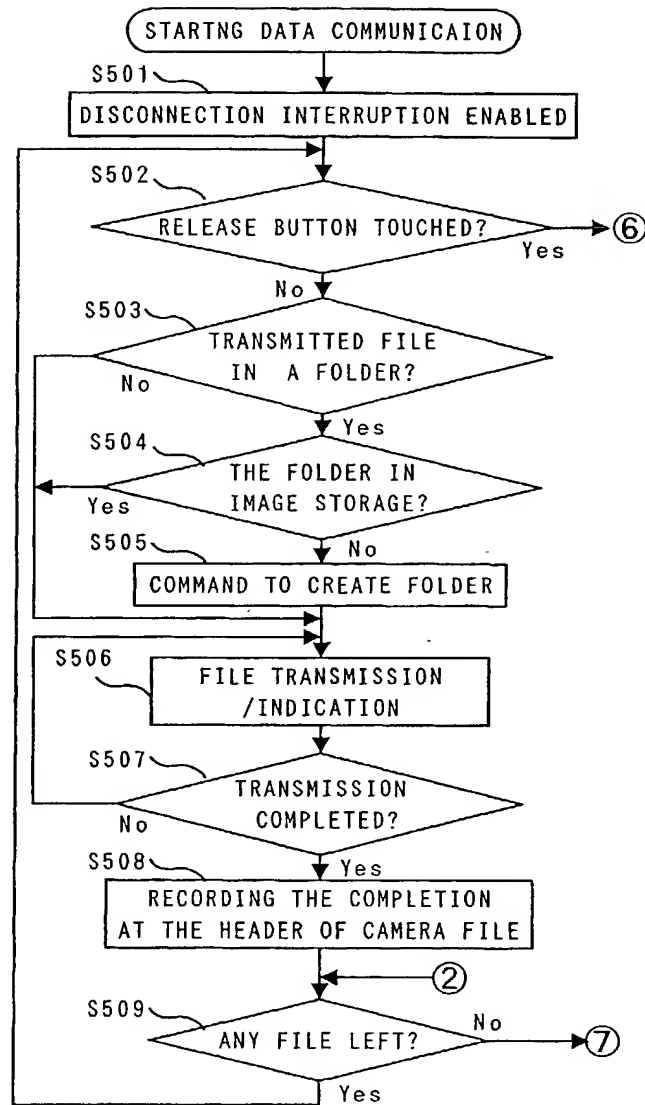 STARTNG DATA COMMUNICAION
S501
DISCONNECTION INTERRUPTION ENABLED
S502
RELEASE BUTTON TOUCHED?
Yes
⑥
No
S503
TRANSMITTED FILE
IN A FOLDER?
No
Yes
S504
THE FOLDER IN
IMAGE STORAGE?
Yes
No
S505
COMMAND TO CREATE FOLDER
S506
FILE TRANSMISSION
/INDICATION
S507
TRANSMISSION
COMPLETED?
No
Yes
S508
RECORDING THE COMPLETION
AT THE HEADER OF CAMERA FILE
②
S509
ANY FILE LEFT?
No
⑦
Yes